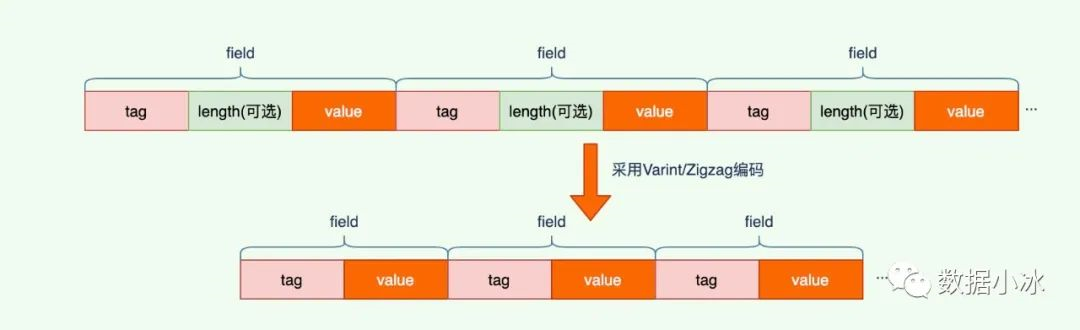 field field field
tag length(可选) value tag length(可选) value tag length(可选) value ...
采用Varint/Zigzag编码
field field field
tag value tag value tag value ...
数据小冰